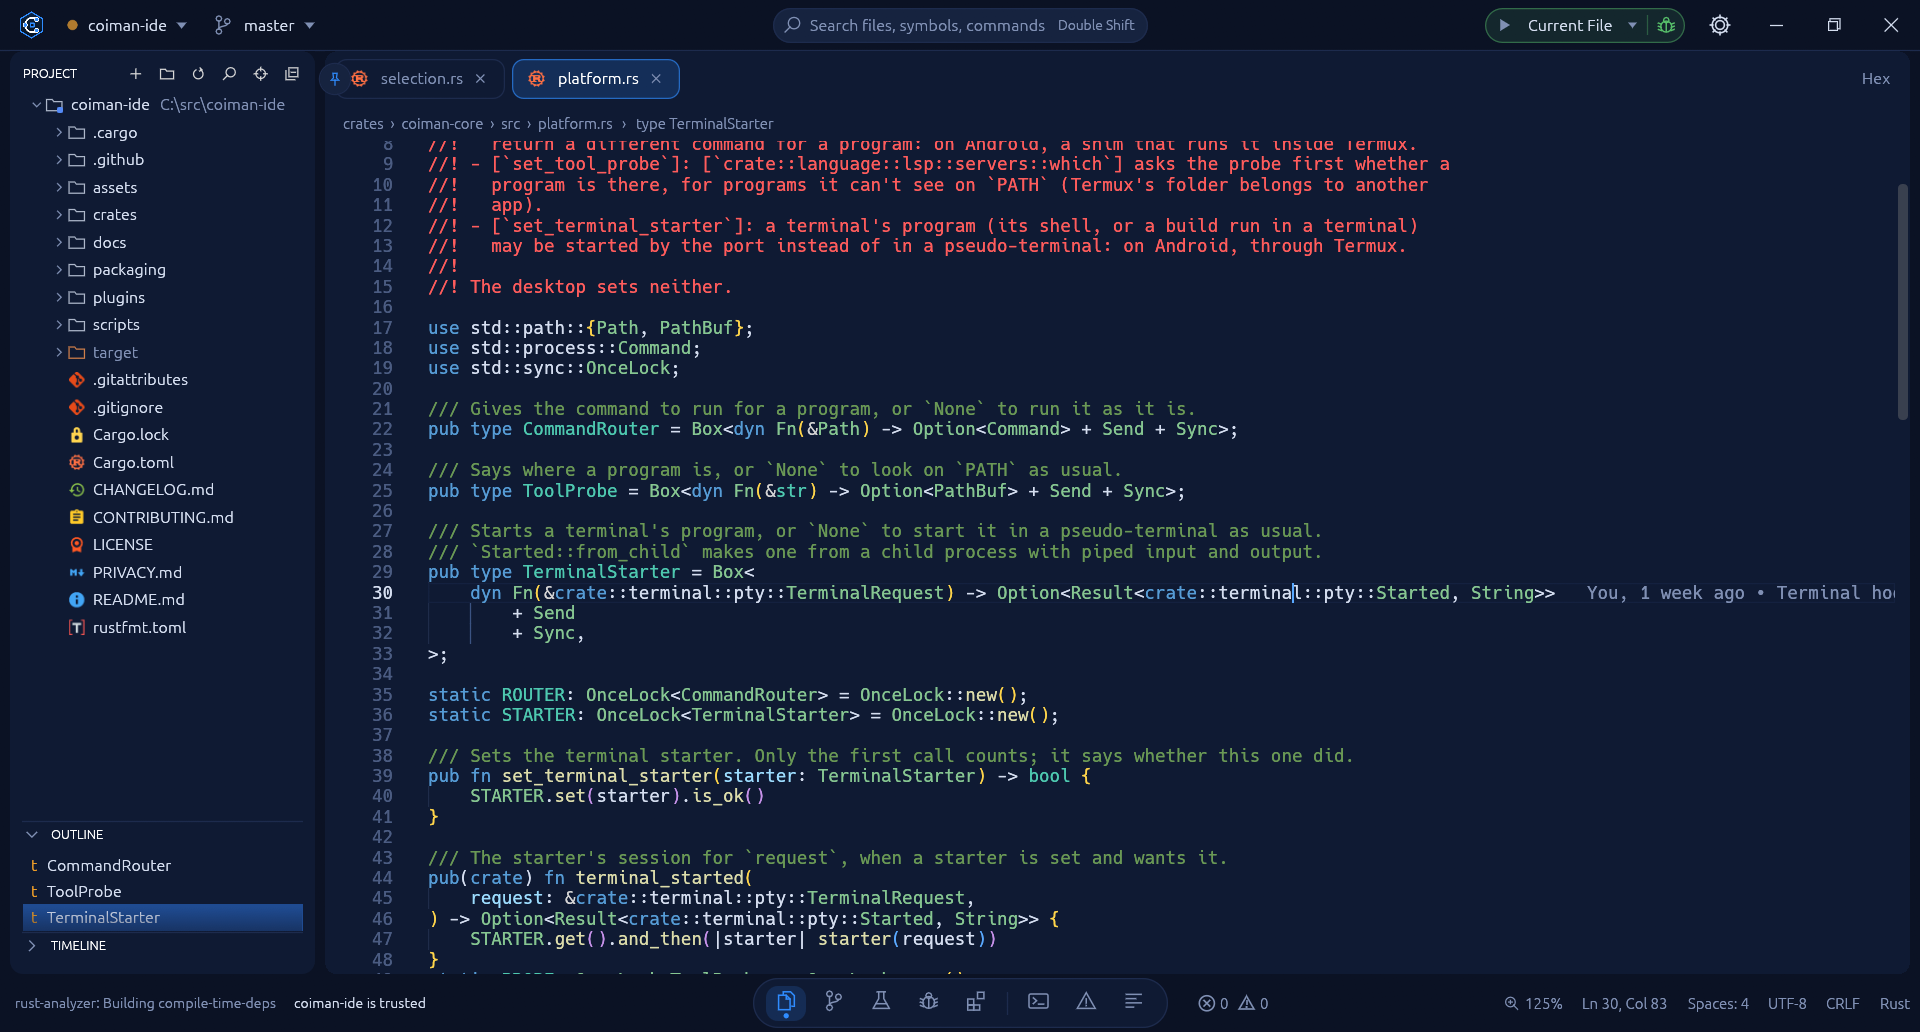 coiman-ide
master
Search files, symbols, commands Double Shift
Current File
PROJECT
coiman-ide C:\src\coiman-ide
.cargo
.github
assets
crates
docs
packaging
plugins
scripts
target
.gitattributes
.gitignore
Cargo.lock
Cargo.toml
CHANGELOG.md
CONTRIBUTING.md
LICENSE
PRIVACY.md
README.md
rustfmt.toml
OUTLINE
t CommandRouter
t ToolProbe
t TerminalStarter
TIMELINE
selection.rs
platform.rs
Hex
crates › coiman-core › src › platform.rs › type TerminalStarter
8 //!   return a different command for a program: on Android, a shim that runs it inside Termux.
9 //! - [`set_tool_probe`]: [`crate::language::lsp::servers::which`] asks the probe first whether a
10 //!   program is there, for programs it can't see on `PATH` (Termux's folder belongs to another
11 //!   app).
12 //! - [`set_terminal_starter`]: a terminal's program (its shell, or a build run in a terminal)
13 //!   may be started by the port instead of in a pseudo-terminal: on Android, through Termux.
14 //!
15 //! The desktop sets neither.
16
17 use std::path::{Path, PathBuf};
18 use std::process::Command;
19 use std::sync::OnceLock;
20
21 /// Gives the command to run for a program, or `None` to run it as it is.
22 pub type CommandRouter = Box<dyn Fn(&Path) -> Option<Command> + Send + Sync>;
23
24 /// Says where a program is, or `None` to look on `PATH` as usual.
25 pub type ToolProbe = Box<dyn Fn(&str) -> Option<PathBuf> + Send + Sync>;
26
27 /// Starts a terminal's program, or `None` to start it in a pseudo-terminal as usual.
28 /// `Started::from_child` makes one from a child process with piped input and output.
29 pub type TerminalStarter = Box<
30     dyn Fn(&crate::terminal::pty::TerminalRequest) -> Option<Result<crate::terminal::pty::Started, String>> You, 1 week ago • Terminal
31         + Send
32         + Sync,
33 >;
34
35 static ROUTER: OnceLock<CommandRouter> = OnceLock::new();
36 static STARTER: OnceLock<TerminalStarter> = OnceLock::new();
37
38 /// Sets the terminal starter. Only the first call counts; it says whether this one did.
39 pub fn set_terminal_starter(starter: TerminalStarter) -> bool {
40     STARTER.set(starter).is_ok()
41 }
42
43 /// The starter's session for `request`, when a starter is set and wants it.
44 pub(crate) fn terminal_started(
45     request: &crate::terminal::pty::TerminalRequest,
46 ) -> Option<Result<crate::terminal::pty::Started, String>> {
47     STARTER.get().and_then(|starter| starter(request))
48 }
rust-analyzer: Building compile-time-deps coiman-ide is trusted
0 0
125% Ln 30, Col 83 Spaces: 4 UTF-8 CRLF Rust